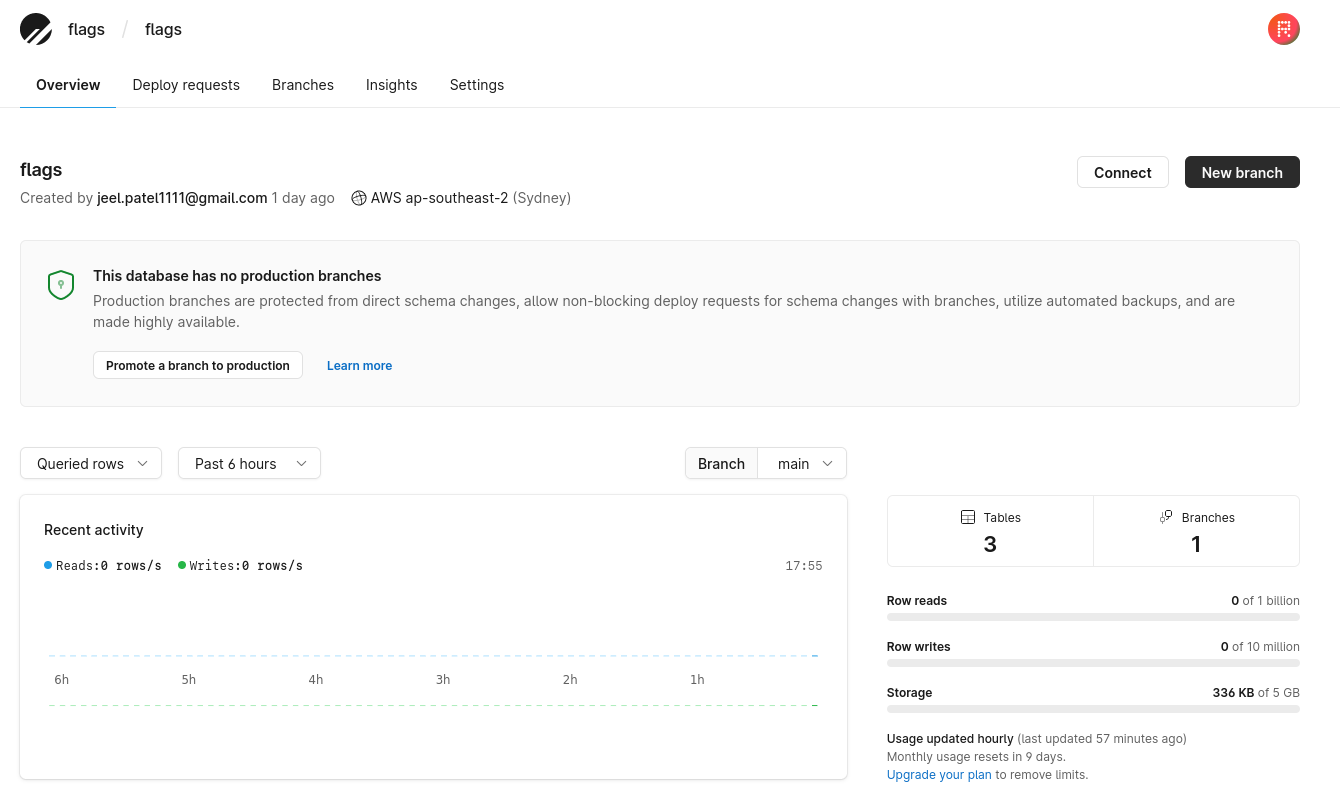 flags / flags
Overview Deploy requests Branches Insights Settings
flags
Connect New branch
Created by jeel.patel1111@gmail.com 1 day ago AWS ap-southeast-2 (Sydney)
This database has no production branches
Production branches are protected from direct schema changes, allow non-blocking deploy requests for schema changes with branches, utilize automated backups, and are
made highly available.
Promote a branch to production Learn more
Queried rows Past 6 hours Branch main
Recent activity
Reads:0 rows/s Writes:0 rows/s 17:55
6h 5h 4h 3h 2h 1h
Tables Branches
3 1
Row reads 0 of 1 billion
Row writes 0 of 10 million
Storage 336 KB of 5 GB
Usage updated hourly (last updated 57 minutes ago)
Monthly usage resets in 9 days.
Upgrade your plan to remove limits.